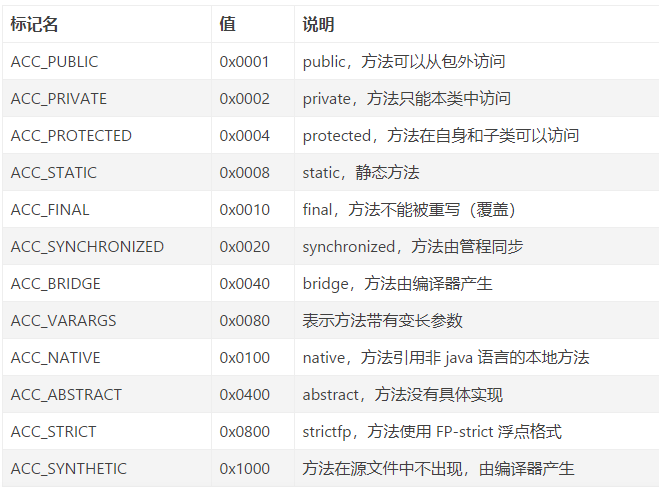 标记名 值 说明
ACC_PUBLIC 0x0001 public，方法可以从包外访问
ACC_PRIVATE 0x0002 private，方法只能本类中访问
ACC_PROTECTED 0x0004 protected，方法在自身和子类可以访问
ACC_STATIC 0x0008 static，静态方法
ACC_FINAL 0x0010 final，方法不能被重写（覆盖）
ACC_SYNCHRONIZED 0x0020 synchronized，方法由管程同步
ACC_BRIDGE 0x0040 bridge，方法由编译器产生
ACC_VARARGS 0x0080 表示方法带有变长参数
ACC_NATIVE 0x0100 native，方法引用非 java 语言的本地方法
ACC_ABSTRACT 0x0400 abstract，方法没有具体实现
ACC_STRICT 0x0800 strictfp，方法使用 FP-strict 浮点格式
ACC_SYNTHETIC 0x1000 方法在源文件中不出现，由编译器产生